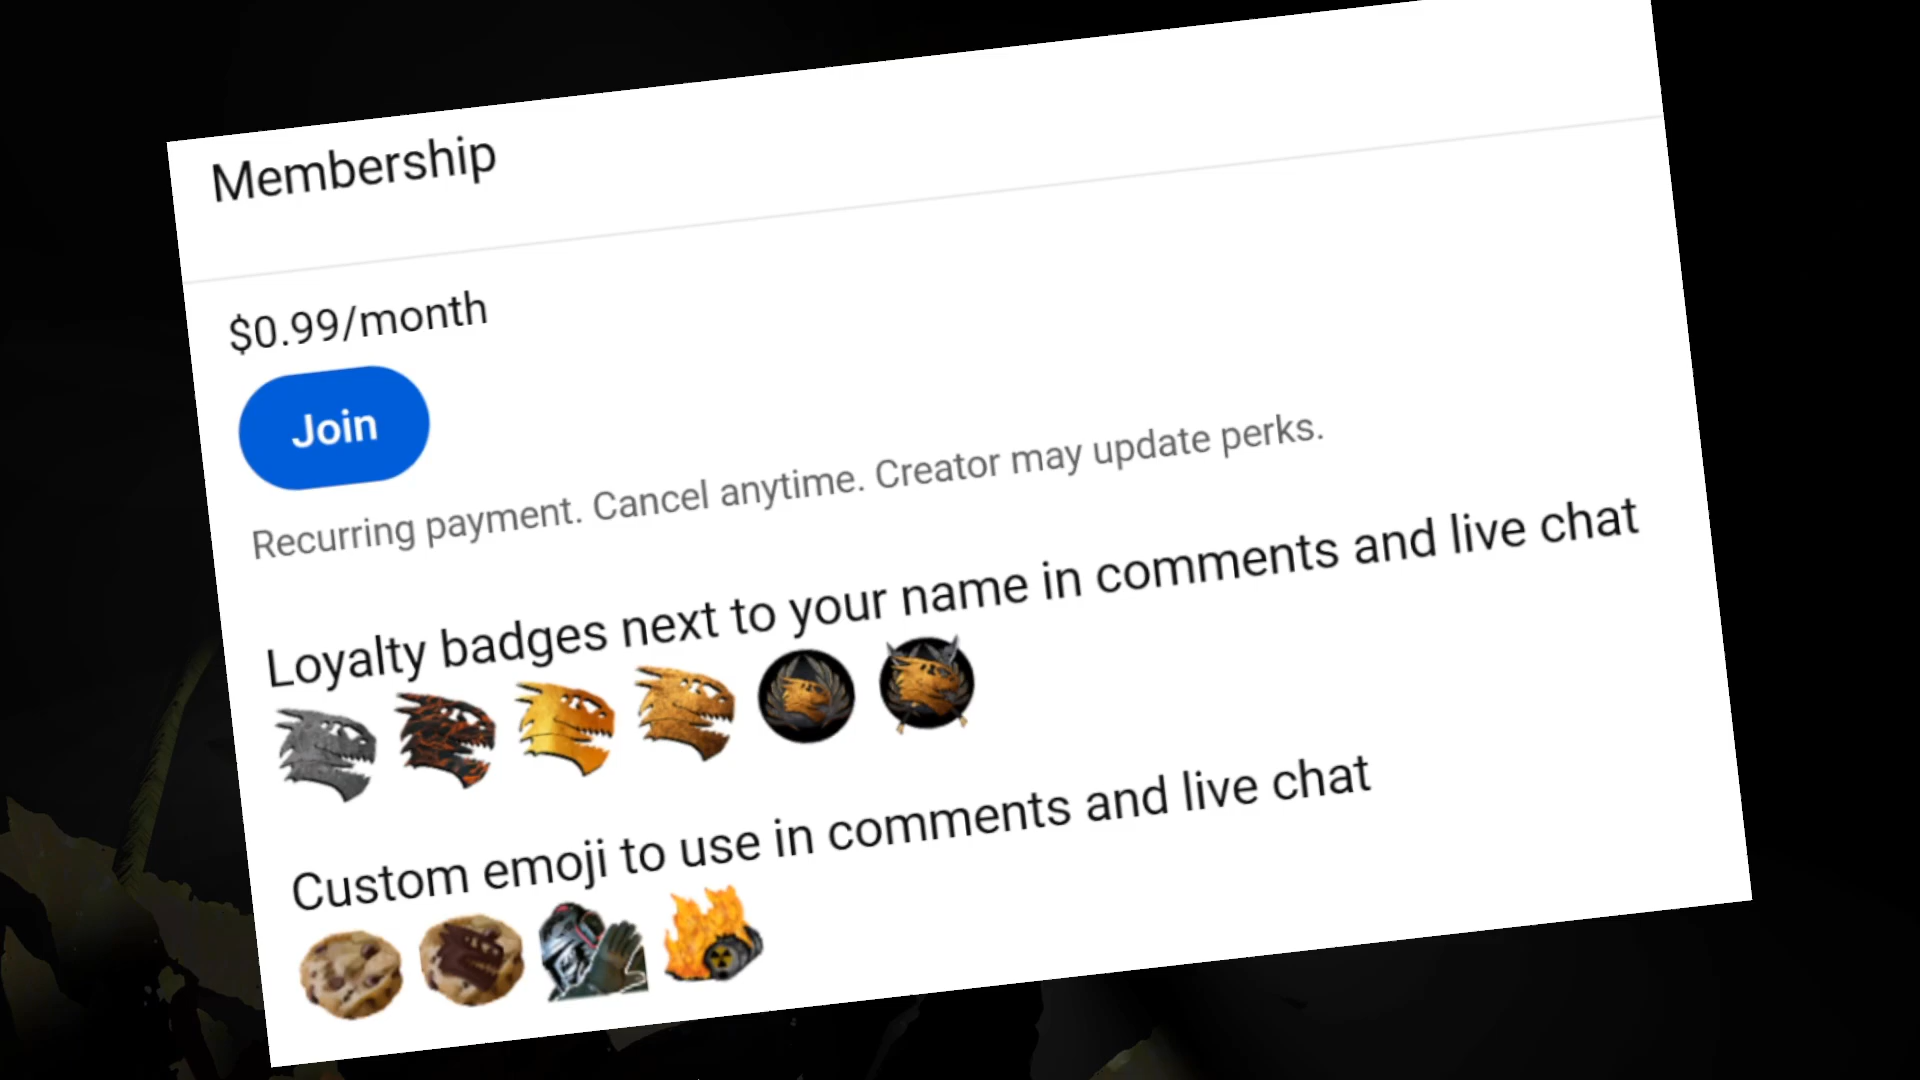 Membership
$0.99/month
Join
Recurring payment. Cancel anytime. Creator may update perks.
Loyalty badges next to your name in comments and live chat
Custom emoji to use in comments and live chat